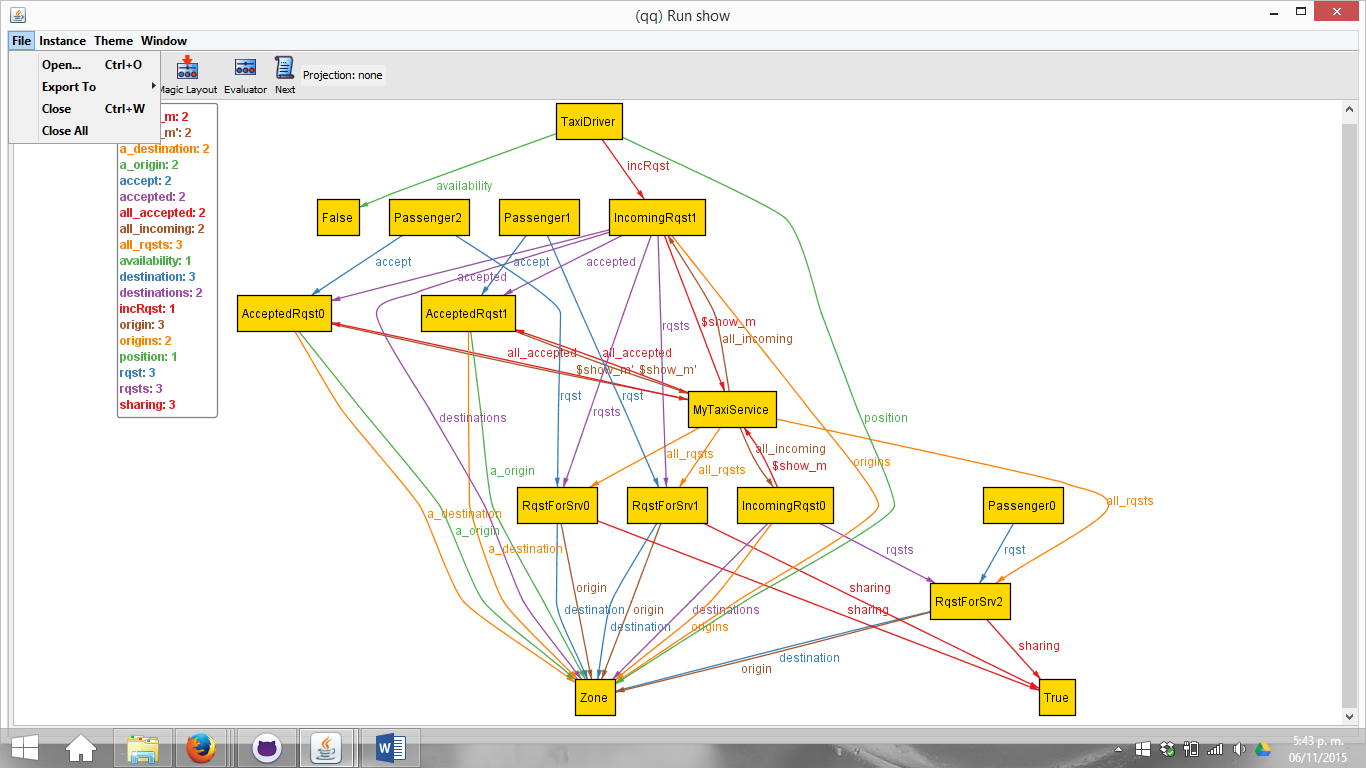 (qq) Run show
File Instance Theme Window
Open... Ctrl+O
Export To
Close Ctrl+W
Close All
Magic Layout Evaluator Next Projection: none
_m: 2
_m': 2
a_destination: 2
a_origin: 2
accept: 2
accepted: 2
all_accepted: 2
all_incoming: 2
all_rqsts: 3
availability: 1
destination: 3
destinations: 2
incRqst: 1
origin: 3
origins: 2
position: 1
rqst: 3
rqsts: 3
sharing: 3
TaxiDriver
incRqst
availability
False Passenger2 Passenger1 IncomingRqst1
accept accept accepted
accepted
AcceptedRqst0 AcceptedRqst1
$show_m
rqsts
all_incoming
all_accepted all_accepted
$show_m' $show_m'
rqst rqst
MyTaxiService
rqsts
destinations position
all_incoming
all_rqsts origins
$show_m
a_origin all_rqsts
all_rqsts
RqstForSrv0 RqstForSrv1 IncomingRqst0 Passenger0
a_destination
a_origin
a_destination rqsts rqst
origin sharing
RqstForSrv2
destination origin destinations sharing
destination origins
sharing
destination
origin
Zone True
5:43 p. m.
06/11/2015